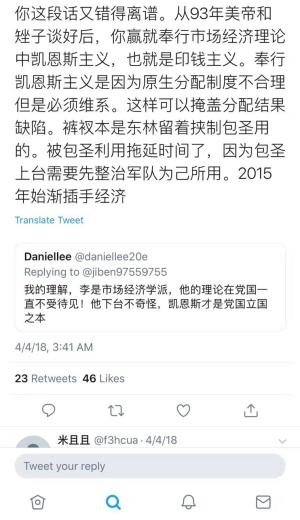 你这段话又错得离谱。从93年美帝和
矬子谈好后，你赢就奉行市场经济理论
中凯恩斯主义，也就是印钱主义。奉行
凯恩斯主义是因为原生分配制度不合理
但是必须维系。这样可以掩盖分配结果
缺陷。裤衩本是东林留着挟制包圣用
的。被包圣利用拖延时间了，因为包圣
上台需要先整治军队为己所用。2015
年始渐插手经济
Translate Tweet
Daniellee @daniellee20e
Replying to @jiben97559755
我的理解，李是市场经济学派，他的理论在党国一
直不受待见！他下台不奇怪，凯恩斯才是党国立国
之本
4/4/18, 3:41 AM
23 Retweets 46 Likes
米且且 @f3hcua · 4/4/18
Tweet your reply